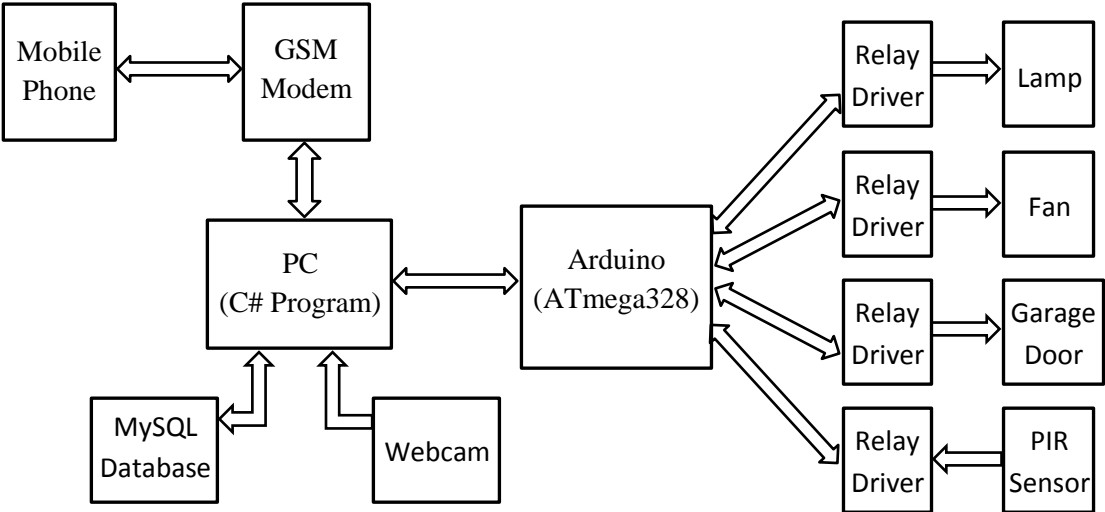 Mobile
Phone
GSM
Modem
Relay
Driver
Lamp
Relay
Driver
Fan
PC
(C# Program)
Arduino
(ATmega328)
Relay
Driver
Garage
Door
MySQL
Database
Webcam
Relay
Driver
PIR
Sensor